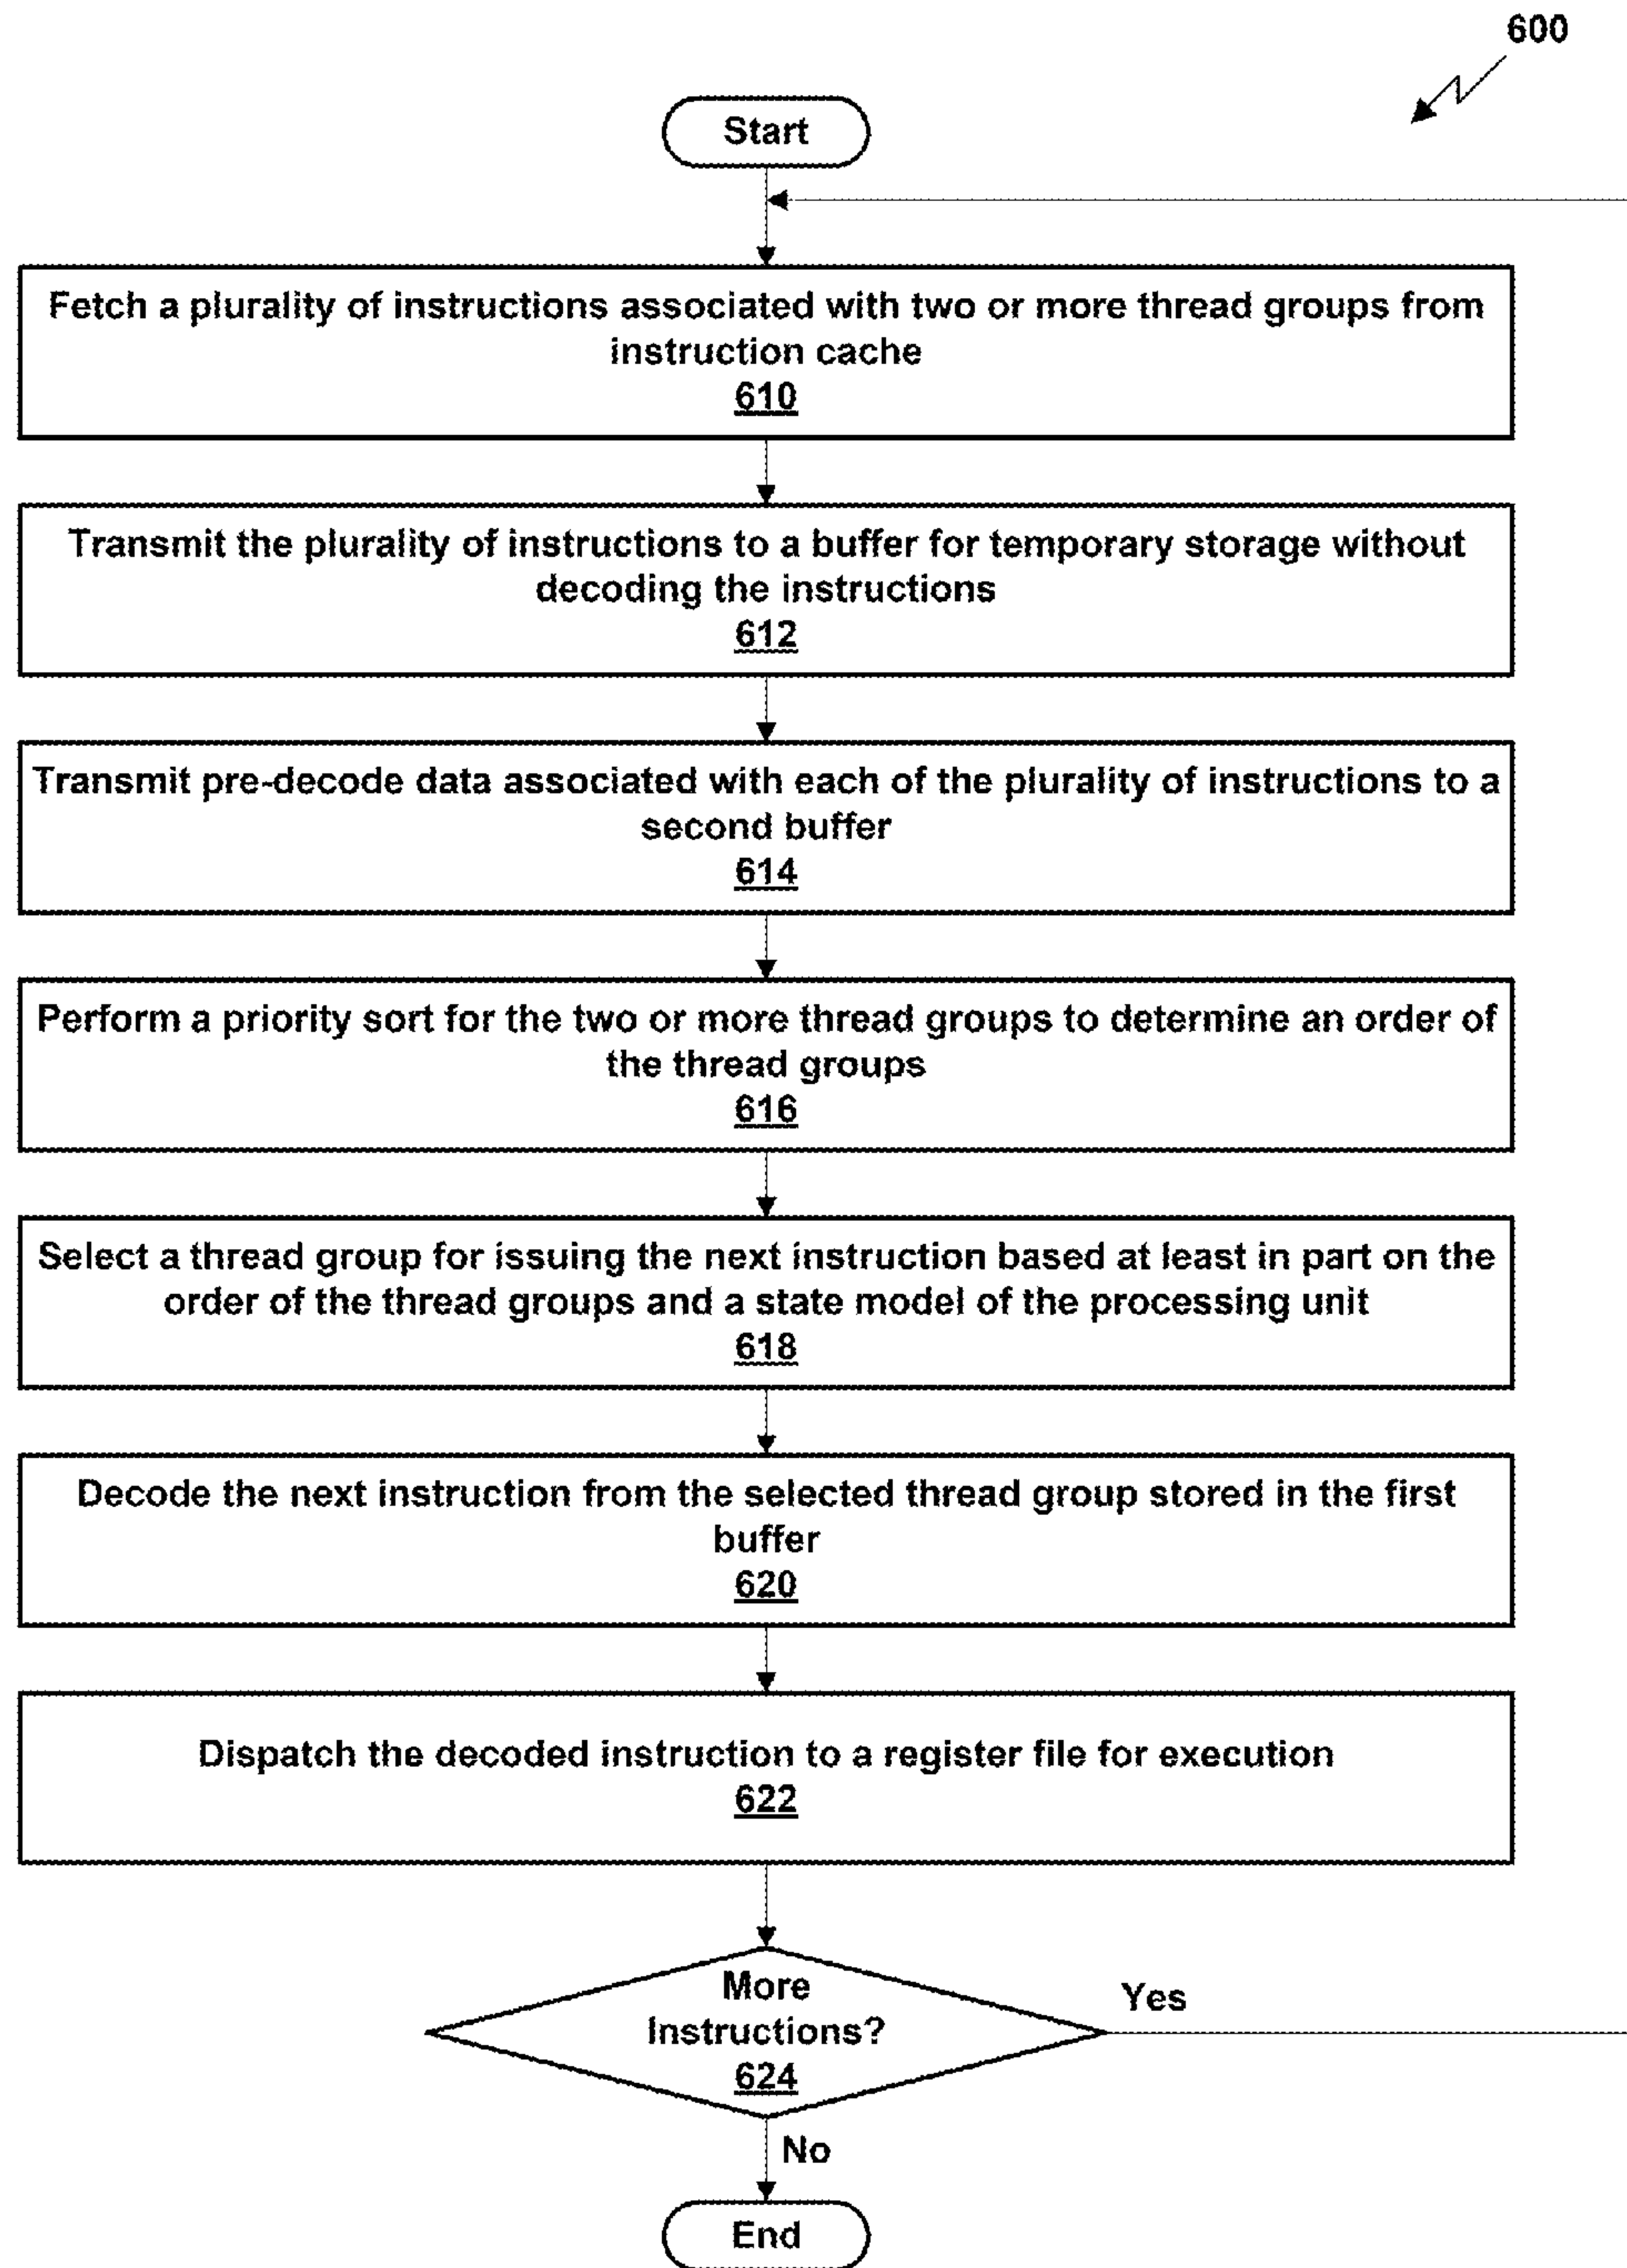 600
Start
Fetch a plurality of instructions associated with two or more thread groups from
instruction cache
610
Transmit the plurality of instructions to a buffer for temporary storage without
decoding the instructions
612
Transmit pre-decode data associated with each of the plurality of instructions to a
second buffer
614
Perform a priority sort for the two or more thread groups to determine an order of
the thread groups
616
Select a thread group for issuing the next instruction based at least in part on the
order of the thread groups and a state model of the processing unit
618
Decode the next instruction from the selected thread group stored in the first
buffer
620
Dispatch the decoded instruction to a register file for execution
622
More
Instructions?
624
Yes
No
End